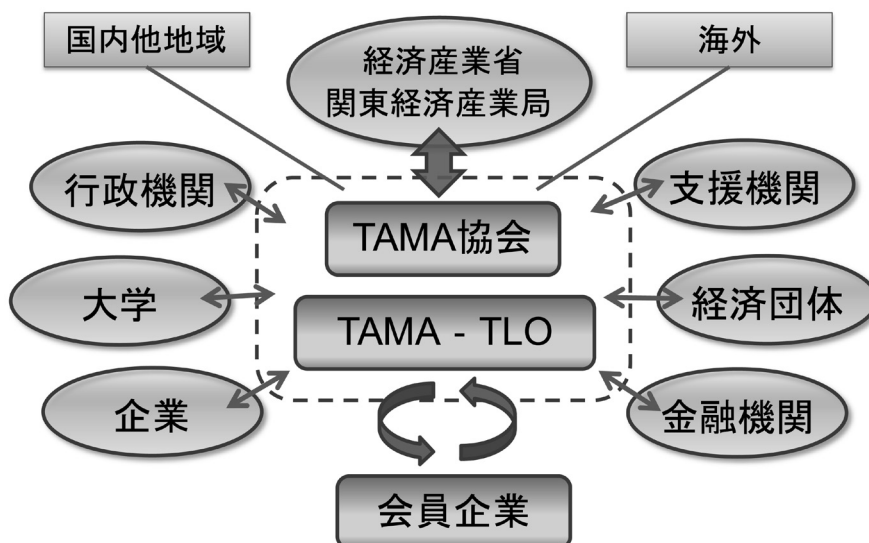 国内他地域
経済産業省
関東経済産業局
海外
行政機関
支援機関
TAMA協会
大学
経済団体
TAMA - TLO
企業
金融機関
会員企業